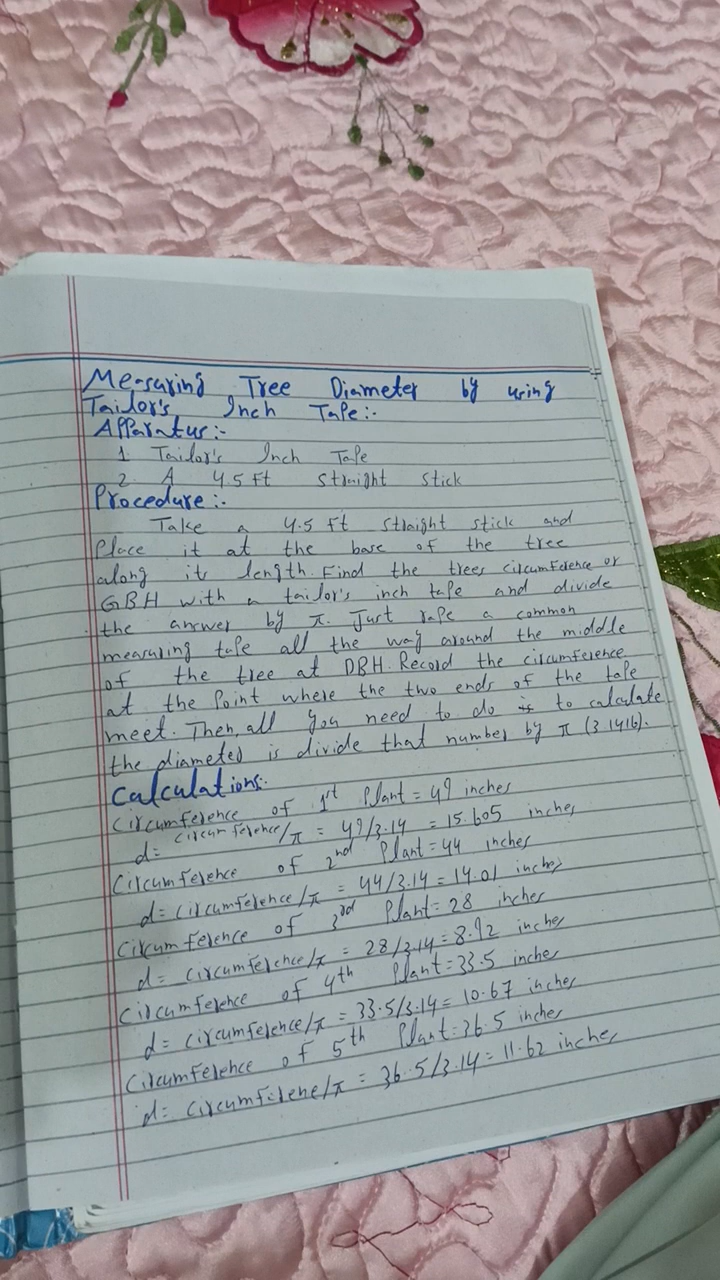 Measuring Tree Diameter by using
Tailor's Inch Tape:-
Apparatus:-
1. Tailor's Inch Tape
2. A 4.5 Ft straight stick
Procedure:-
Take a 4.5 ft straight stick and
Place it at the base of the tree
along it length. Find the trees circumference or
GBH with a tailor's inch tape and divide
the answer by π. Just tape a common
measuring tape all the way around the middle
of the tree at DBH. Record the circumference
at the Point where the two ends of the tape
meet. Then, all you need to do is to calculate
the diameter is divide that number by π (3.1416).
Calculations:-
Circumference of 1st Plant = 49 inches
d= circumference/π = 49/3.14 = 15.605 inches
Circumference of 2nd Plant = 44 inches
d= circumference/π = 44/3.14 = 14.01 inches
Circumference of 3rd Plant = 28 inches
d= circumference/π = 28/3.14 = 8.92 inches
Circumference of 4th Plant = 33.5 inches
d= circumference/π = 33.5/3.14 = 10.67 inches
Circumference of 5th Plant = 36.5 inches
d= circumferene/π = 36.5/3.14 = 11.62 inches